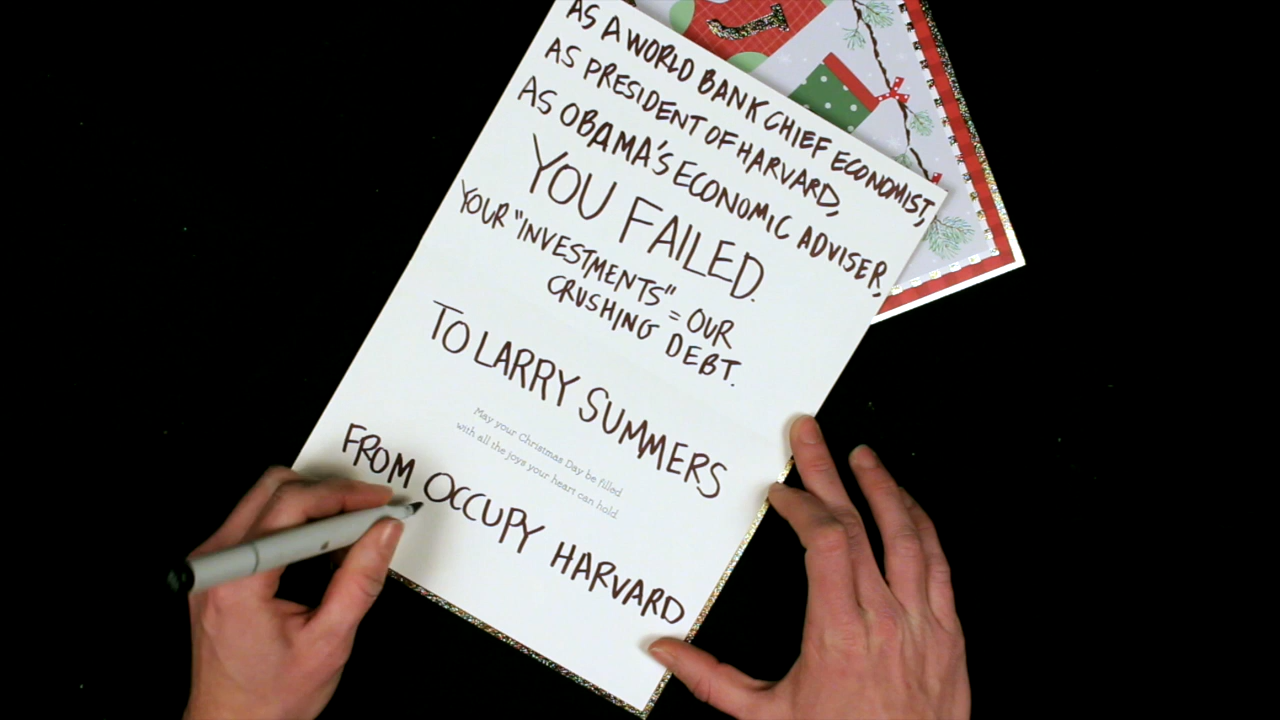 AS A WORLD BANK CHIEF ECONOMIST,
AS PRESIDENT OF HARVARD,
AS OBAMA'S ECONOMIC ADVISER,
YOU FAILED.
YOUR "INVESTMENTS" = OUR
CRUSHING DEBT.
TO LARRY SUMMERS
May your Christmas Day be filled
with all the joys your heart can hold.
FROM OCCUPY HARVARD